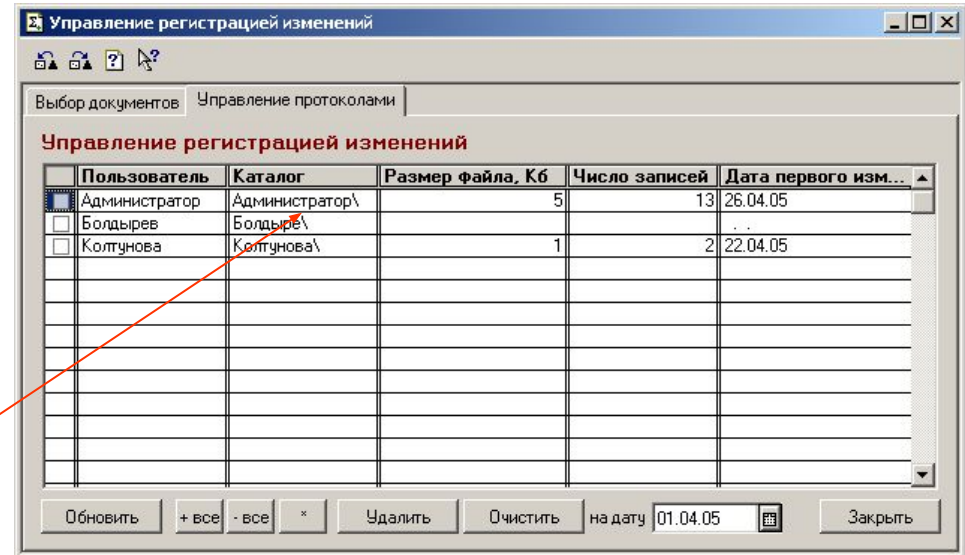 Управление регистрацией изменений
Выбор документов Управление протоколами
Управление регистрацией изменений
Пользователь Каталог Размер файла, Кб Число записей Дата первого изм...
Администратор Администратор\ 5 13 26.04.05
Болдырев Болдыре\ . .
Колтунова Колтунова\ 1 2 22.04.05
Обновить + все - все * Удалить Очистить на дату 01.04.05 Закрыть